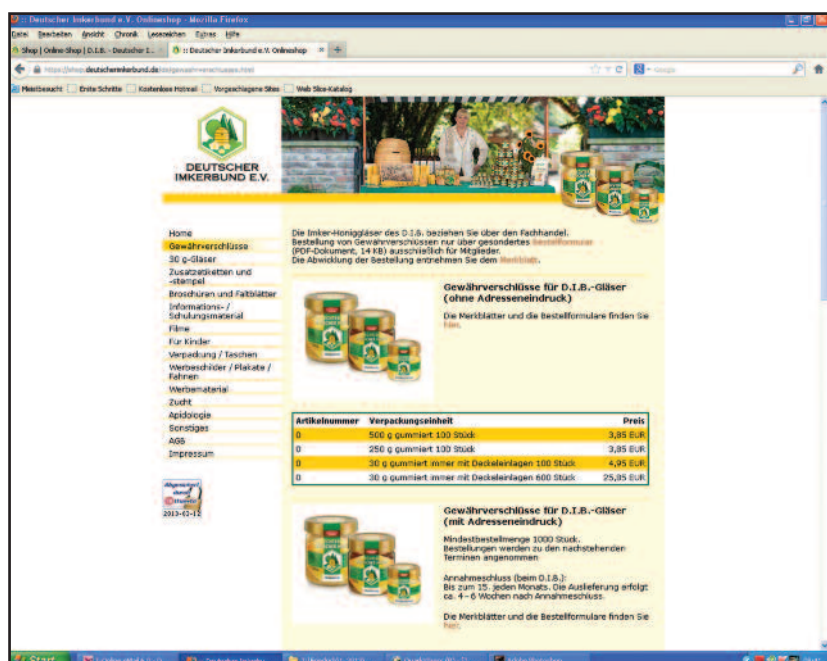 :: Deutscher Imkerbund e.V. Onlineshop - Mozilla Firefox
Datei Bearbeiten Ansicht Chronik Lesezeichen Extras Hilfe
Shop | Online-Shop | D.I.B. - Deutscher I... :: Deutscher Imkerbund e.V. Onlineshop
Meistbesucht Erste Schritte Kostenlose Hotmail Vorgeschlagene Sites Web Slice-Katalog
DEUTSCHER
IMKERBUND E.V.
Home
Gewährverschlüsse
30 g-Gläser
Zusatzetiketten und
-stempel
Broschüren und Faltblätter
Informations- /
Schulungsmaterial
Filme
Für Kinder
Verpackung / Taschen
Werbeschilder / Plakate /
Fahnen
Werbematerial
Zucht
Apidologie
Sonstiges
AGB
Impressum
2013-03-12
Die Imker-Honiggläser des D.I.B. beziehen Sie über den Fachhandel.
Bestellung von Gewährverschlüssen nur über gesondertes Bestellformular
(PDF-Dokument, 14 KB) ausschließlich für Mitglieder.
Die Abwicklung der Bestellung entnehmen Sie dem Merkblatt.
Gewährverschlüsse für D.I.B.-Gläser
(ohne Adresseneindruck)
Die Merkblätter und die Bestellformulare finden Sie
hier.
Artikelnummer Verpackungseinheit Preis
0 500 g gummiert 100 Stück 3,85 EUR
0 250 g gummiert 100 Stück 3,85 EUR
0 30 g gummiert immer mit Deckeleinlagen 100 Stück 4,95 EUR
0 30 g gummiert immer mit Deckeleinlagen 600 Stück 25,85 EUR
Gewährverschlüsse für D.I.B.-Gläser
(mit Adresseneindruck)
Mindestbestellmenge 1000 Stück.
Bestellungen werden zu den nachstehenden
Terminen angenommen
Annahmeschluss (beim D.I.B.):
Bis zum 15. jeden Monats. Die Auslieferung erfolgt
ca. 4-6 Wochen nach Annahmeschluss.
Die Merkblätter und die Bestellformulare finden Sie
hier.
Start